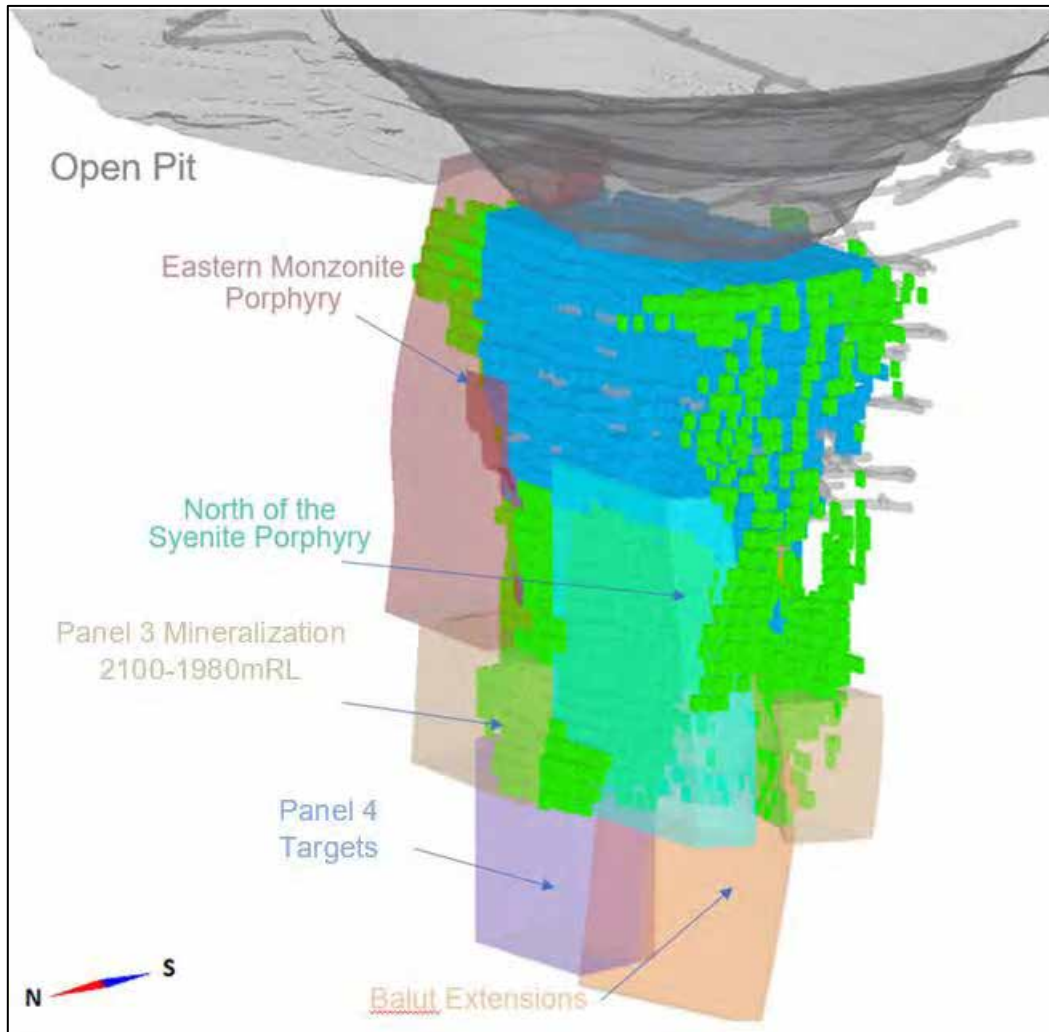 Open Pit
Eastern Monzonite
Porphyry
North of the
Syenite Porphyry
Panel 3 Mineralization
2100-1980mRL
Panel 4
Targets
Balut Extensions
N
S